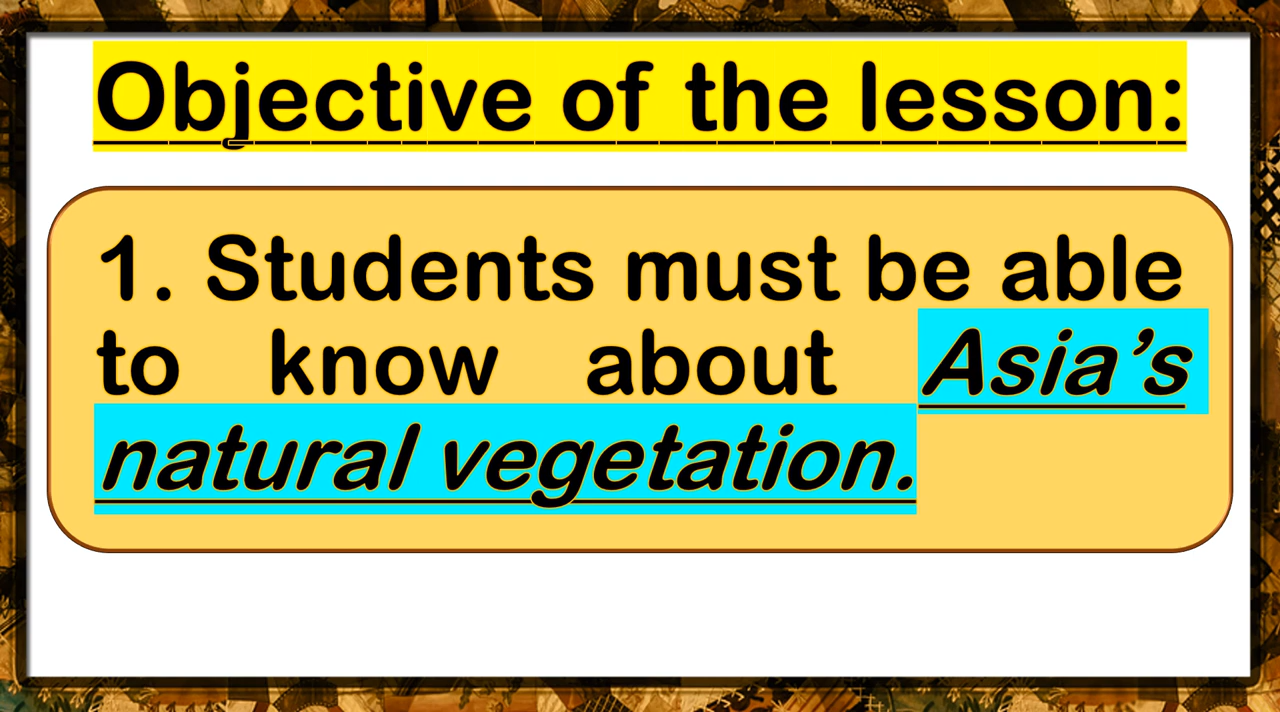 Objective of the lesson:
1. Students must be able
to know about Asia’s
natural vegetation.